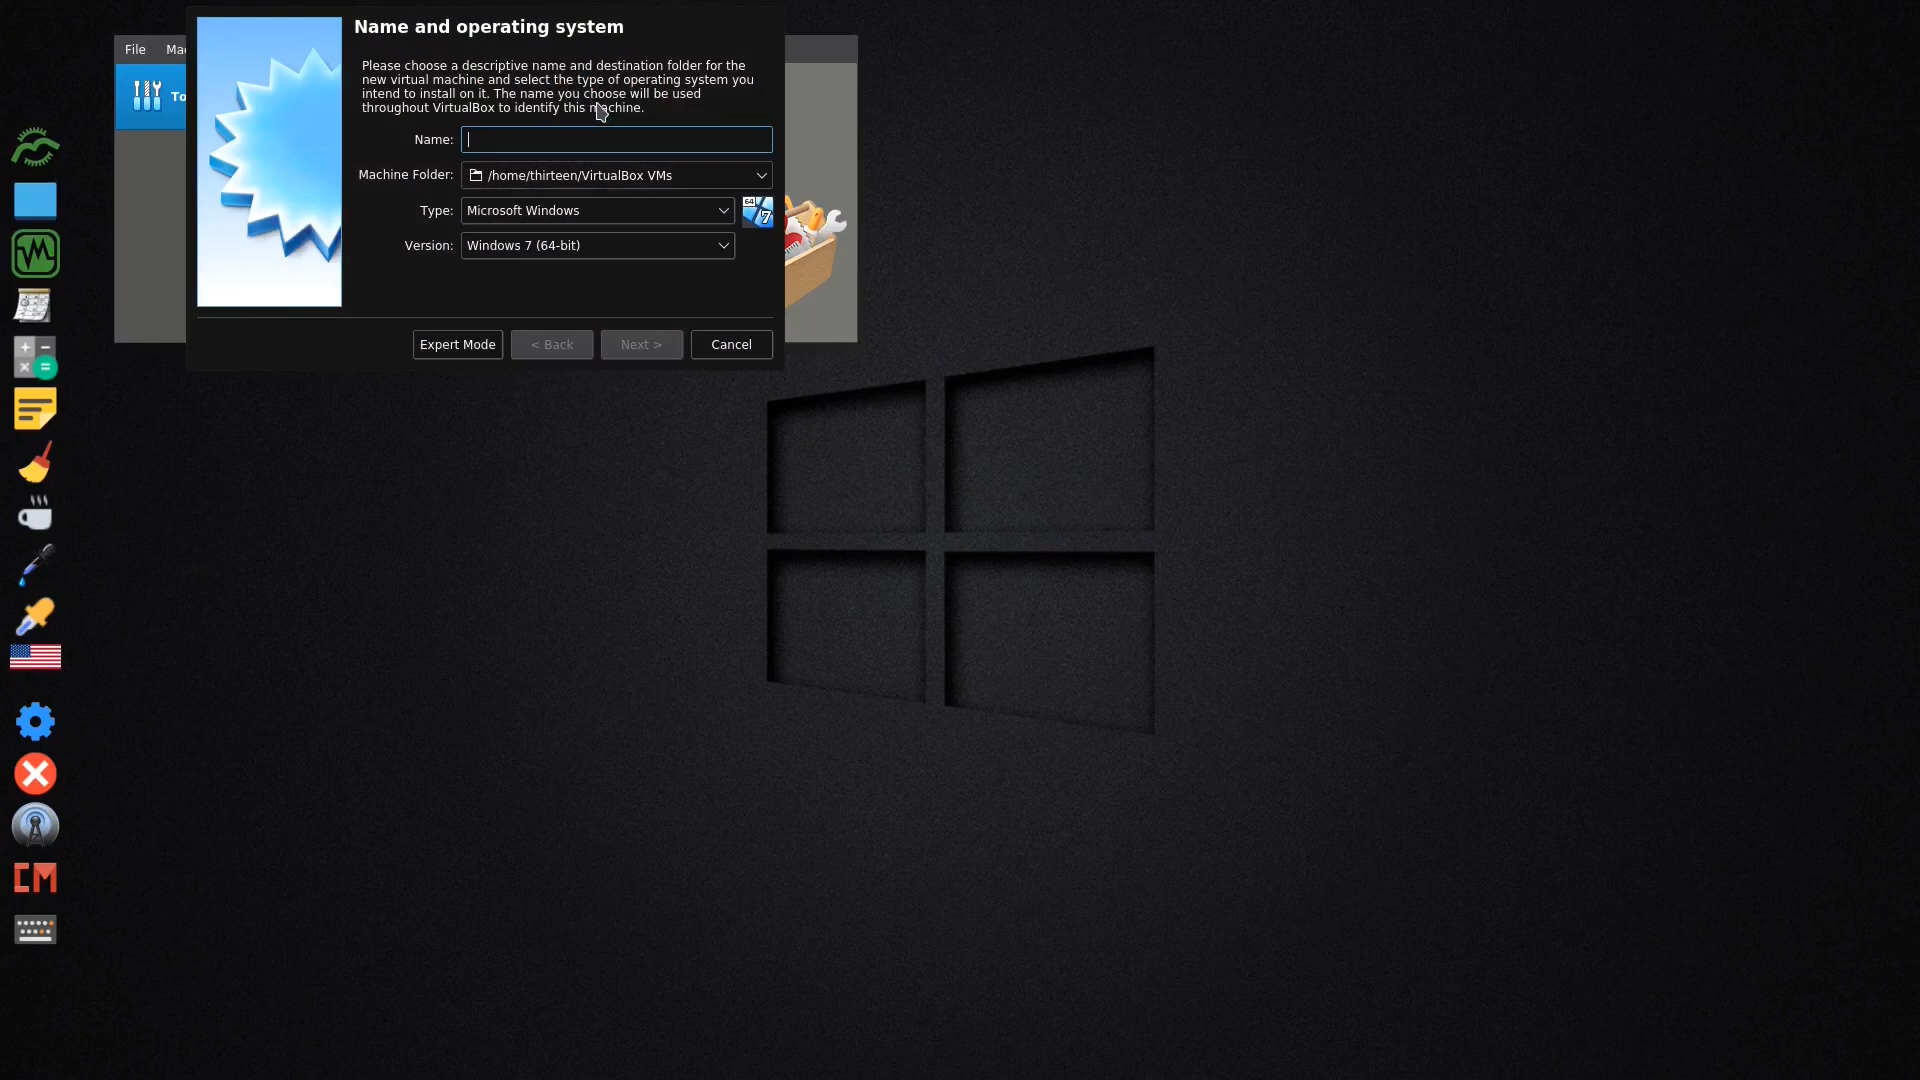 Name and operating system
File
Please choose a descriptive name and destination folder for the
new virtual machine and select the type of operating system you
intend to install on it. The name you choose will be used
throughout VirtualBox to identify this machine.
Name:
Machine Folder: /home/thirteen/VirtualBox VMs
Type: Microsoft Windows
64
7
Version: Windows 7 (64-bit)
Expert Mode
< Back
Next >
Cancel
CM